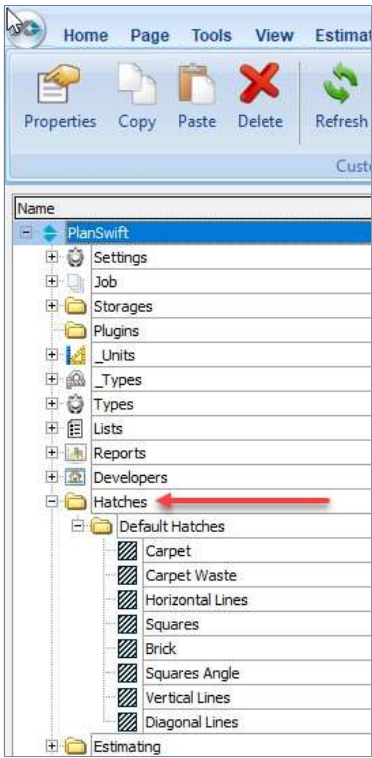 Home Page Tools View Estimat
Properties Copy Paste Delete Refresh
Custo
Name
PlanSwift
Settings
Job
Storages
Plugins
_Units
_Types
Types
Lists
Reports
Developers
Hatches
Default Hatches
Carpet
Carpet Waste
Horizontal Lines
Squares
Brick
Squares Angle
Vertical Lines
Diagonal Lines
Estimating